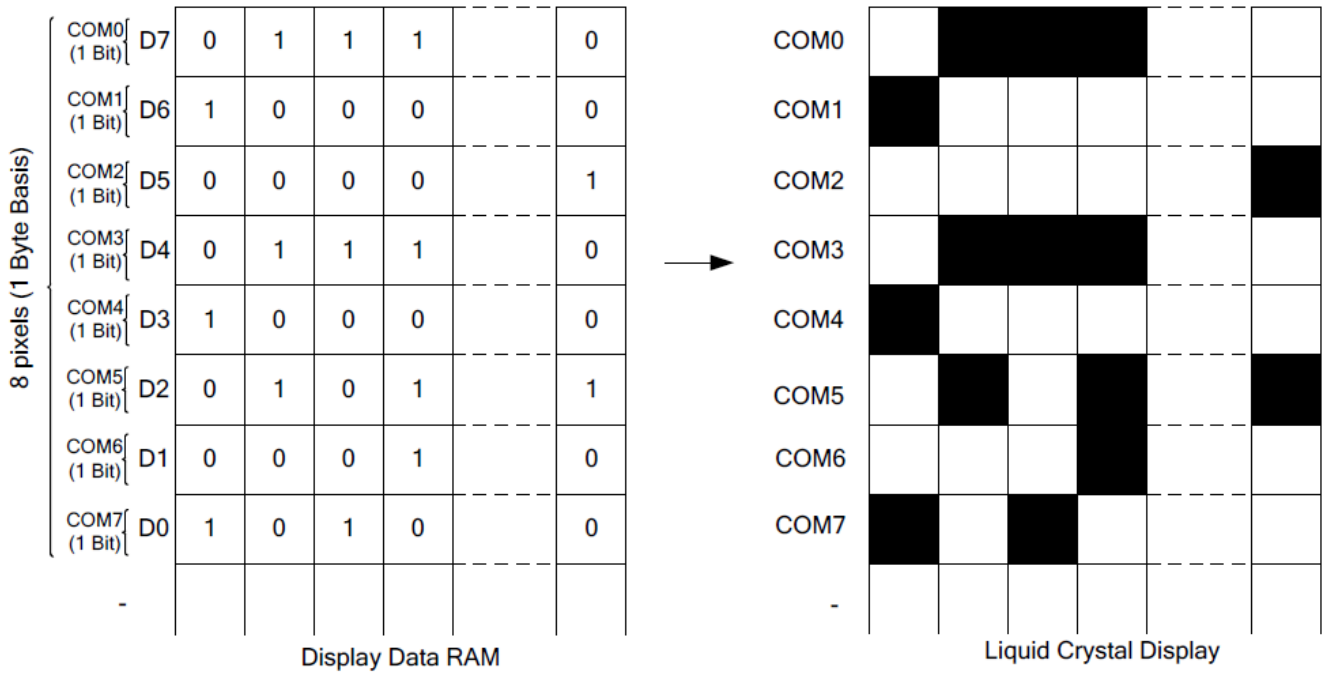 8 pixels (1 Byte Basis)
COM0 (1 Bit) D7 0 1 1 1 0
COM1 (1 Bit) D6 1 0 0 0 0
COM2 (1 Bit) D5 0 0 0 0 1
COM3 (1 Bit) D4 0 1 1 1 0
COM4 (1 Bit) D3 1 0 0 0 0
COM5 (1 Bit) D2 0 1 0 1 1
COM6 (1 Bit) D1 0 0 0 1 0
COM7 (1 Bit) D0 1 0 1 0 0
-
Display Data RAM
COM0
COM1
COM2
COM3
COM4
COM5
COM6
COM7
-
Liquid Crystal Display